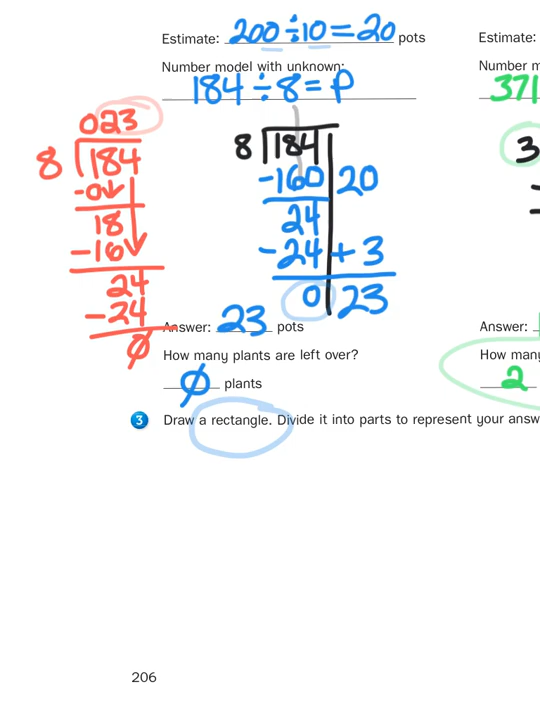 Estimate: 200 ÷ 10 = 20 pots
Number model with unknown:
184 ÷ 8 = P
023
8 184
-0
18
-16
24
-24
0
8 184
-160 20
24
-24 + 3
0 23
Answer: 23 pots
How many plants are left over?
0 plants
3 Draw a rectangle. Divide it into parts to represent your answ
Estimate:
Number m
371
3
Answer:
How many
2
206